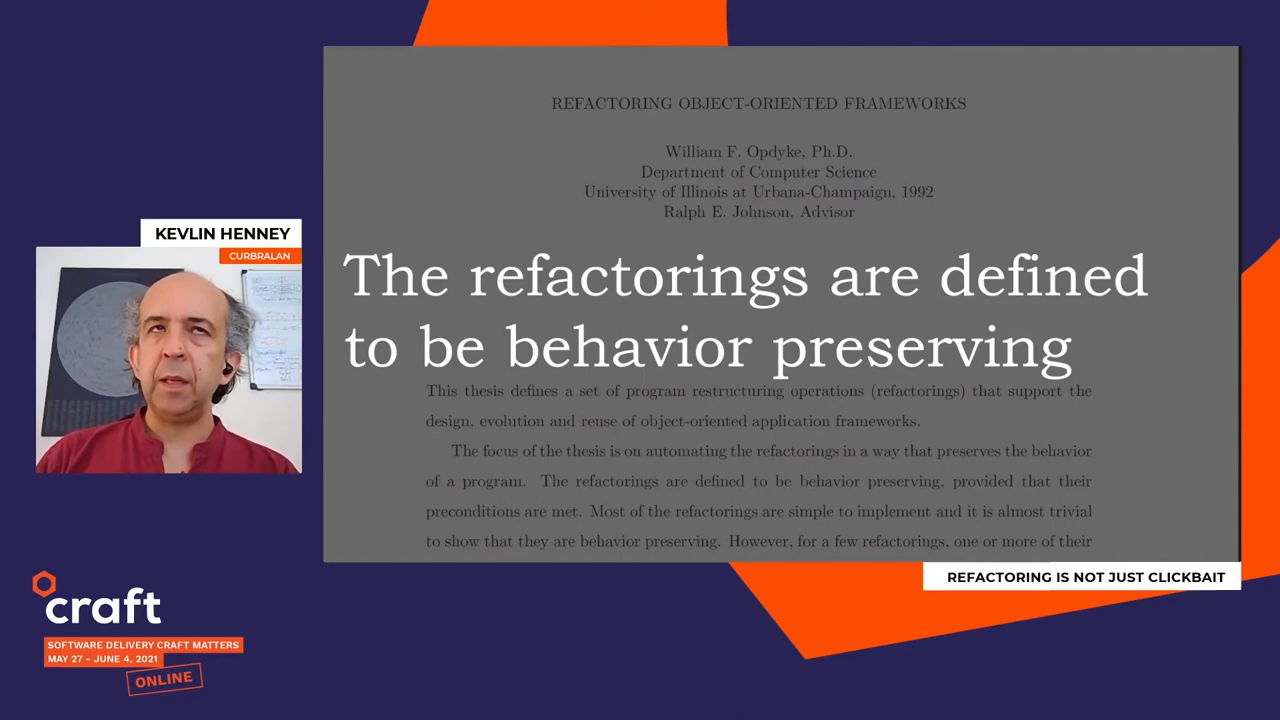 REFACTORING OBJECT-ORIENTED FRAMEWORKS
William F. Opdyke, Ph.D.
Department of Computer Science
University of Illinois at Urbana-Champaign, 1992
Ralph E. Johnson, Advisor
The refactorings are defined
to be behavior preserving
This thesis defines a set of program restructuring operations (refactorings) that support the
design, evolution and reuse of object-oriented application frameworks.
The focus of the thesis is on automating the refactorings in a way that preserves the behavior
of a program. The refactorings are defined to be behavior preserving, provided that their
preconditions are met. Most of the refactorings are simple to implement and it is almost trivial
to show that they are behavior preserving. However, for a few refactorings, one or more of their
KEVLIN HENNEY
CURBRALAN
REFACTORING IS NOT JUST CLICKBAIT
craft
SOFTWARE DELIVERY CRAFT MATTERS
MAY 27 - JUNE 4, 2021
ONLINE